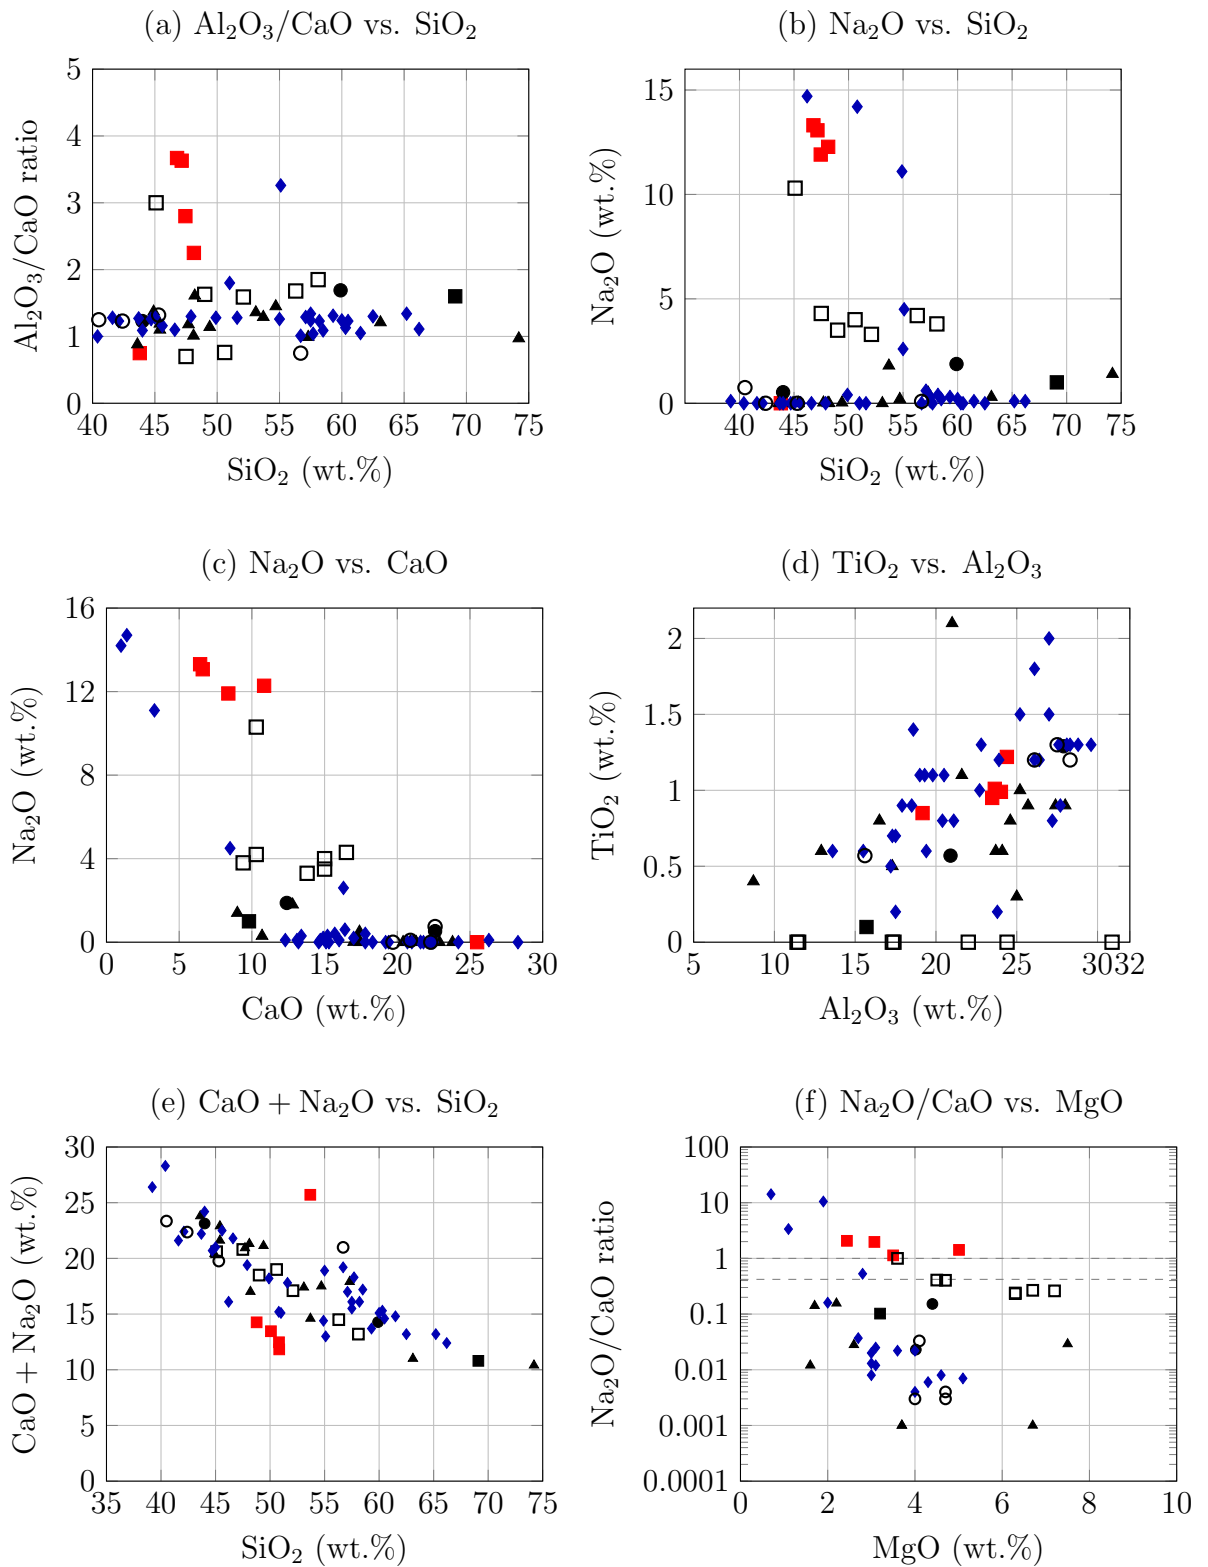 (a) Al₂O₃/CaO vs. SiO₂
5
4
3
2
1
0
40 45 50 55 60 65 70 75
Al₂O₃/CaO ratio
SiO₂ (wt.%)
(b) Na₂O vs. SiO₂
15
10
5
0
40 45 50 55 60 65 70 75
Na₂O (wt.%)
SiO₂ (wt.%)
(c) Na₂O vs. CaO
16
12
8
4
0
0 5 10 15 20 25 30
Na₂O (wt.%)
CaO (wt.%)
(d) TiO₂ vs. Al₂O₃
2
1.5
1
0.5
0
5 10 15 20 25 30 32
TiO₂ (wt.%)
Al₂O₃ (wt.%)
(e) CaO + Na₂O vs. SiO₂
30
25
20
15
10
5
0
35 40 45 50 55 60 65 70 75
CaO + Na₂O (wt.%)
SiO₂ (wt.%)
(f) Na₂O/CaO vs. MgO
100
10
1
0.1
0.01
0.001
0.0001
0 2 4 6 8 10
Na₂O/CaO ratio
MgO (wt.%)